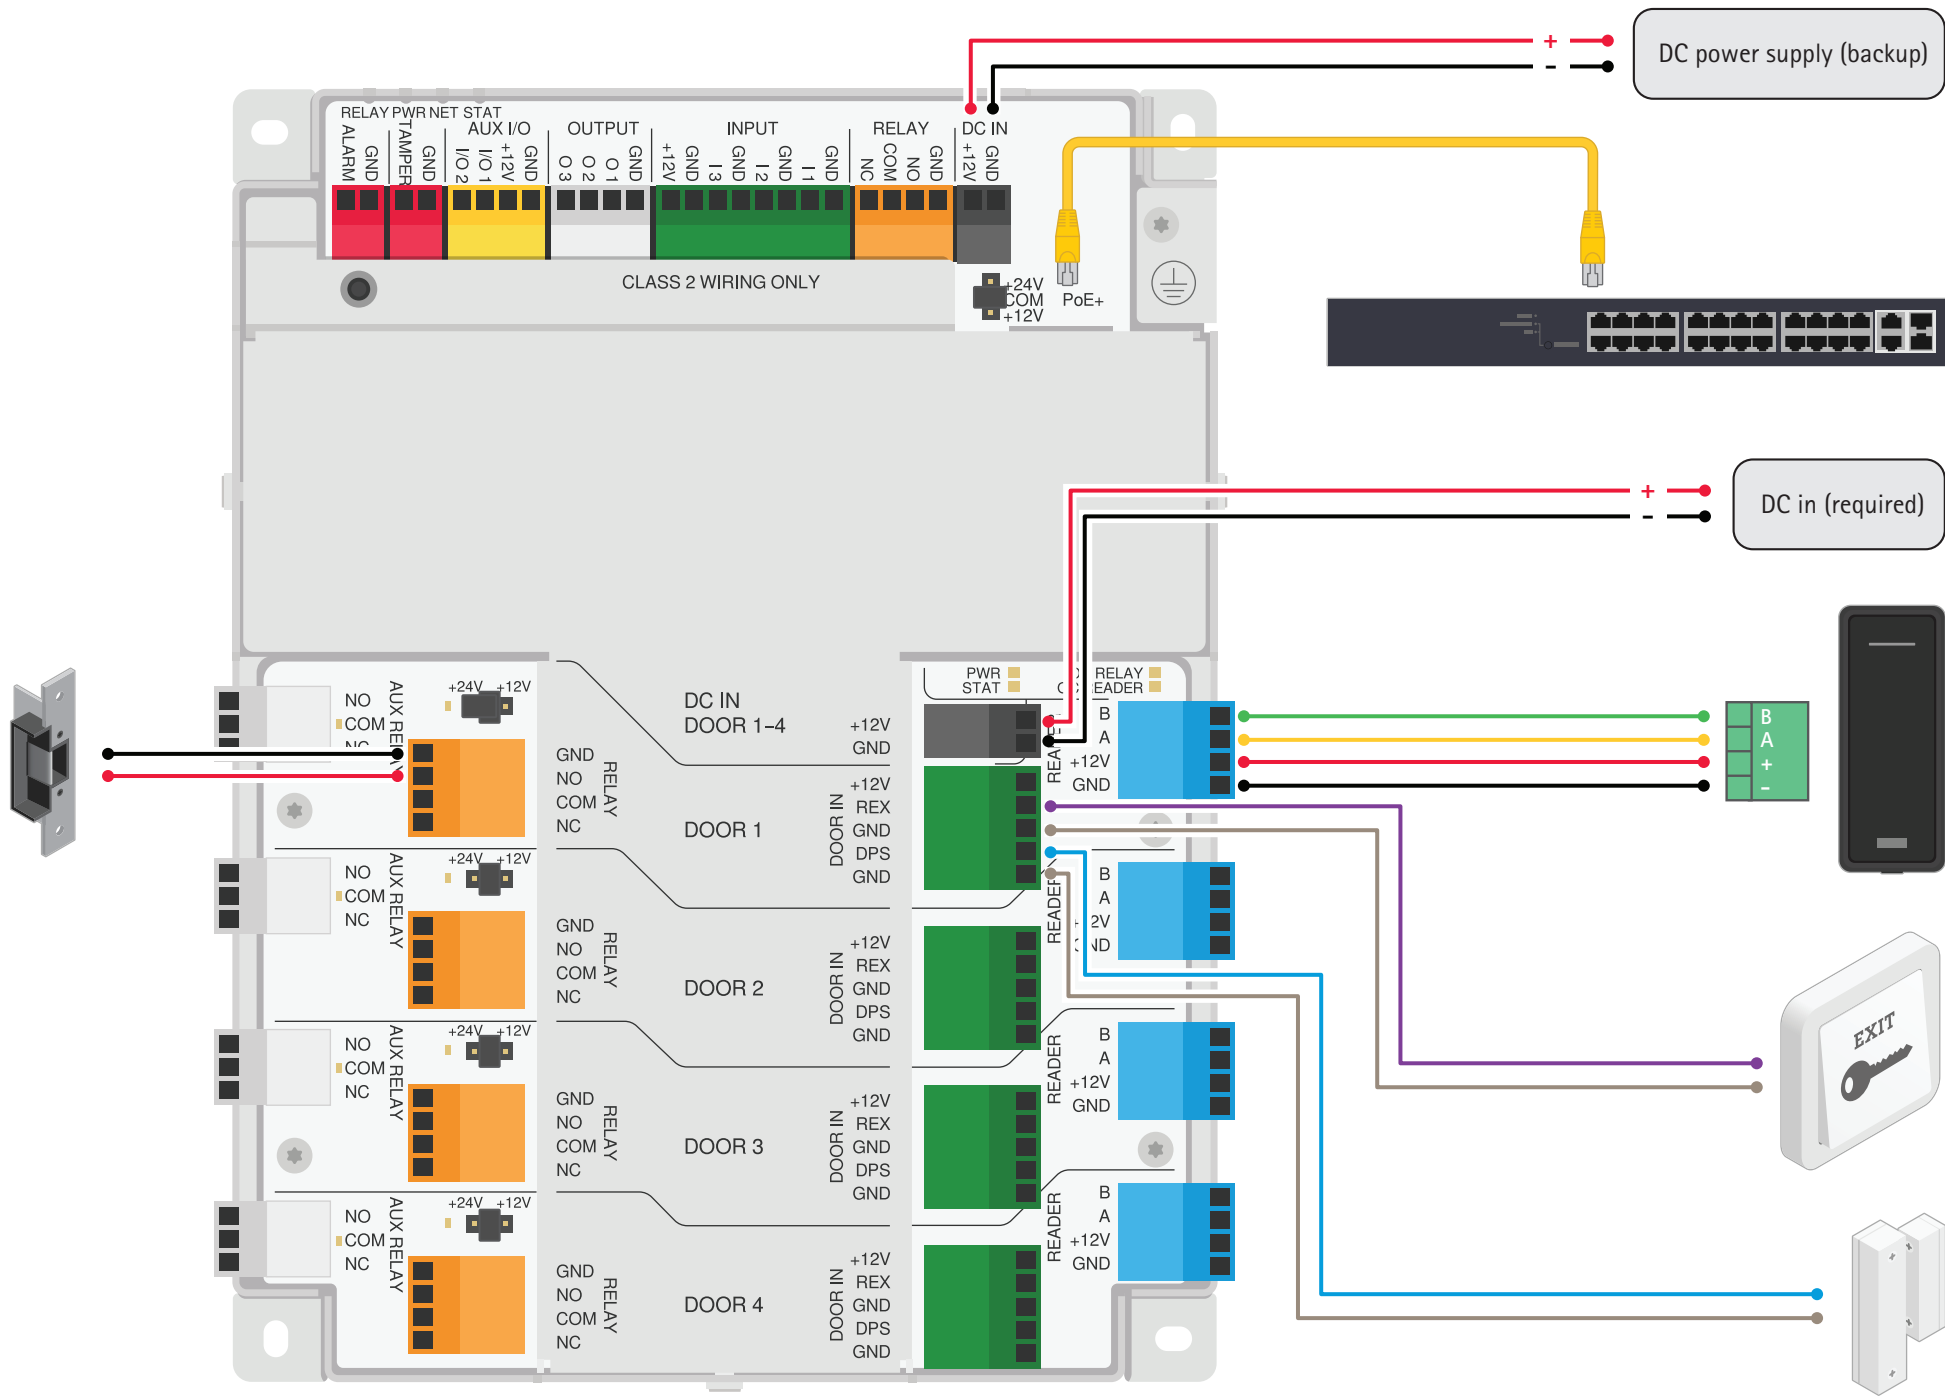 DC power supply (backup)
+
-
RELAY PWR NET STAT
AUX I/O OUTPUT INPUT RELAY DC IN
ALARM GND TAMPER GND I/O 2 I/O 1 +12V GND O 3 O 2 O 1 GND +12V GND I 3 GND I 2 GND I 1 GND NC COM NO GND +12V GND
CLASS 2 WIRING ONLY
+24V
COM
+12V
PoE+
DC in (required)
+
-
PWR
STAT
RELAY
DC IN
DOOR 1-4
+12V
GND
NO
COM
AUX RELAY
+24V +12V
GND
NO
COM
NC
RELAY
DOOR 1
DOOR IN
+12V
REX
GND
DPS
GND
B
A
+12V
GND
B
A
+
-
NO
COM
NC
AUX RELAY
+24V +12V
GND
NO
COM
NC
RELAY
DOOR 2
DOOR IN
+12V
REX
GND
DPS
GND
READER
B
A
NO
COM
NC
AUX RELAY
+24V +12V
GND
NO
COM
NC
RELAY
DOOR 3
DOOR IN
+12V
REX
GND
DPS
GND
READER
B
A
+12V
GND
NO
COM
NC
AUX RELAY
+24V +12V
GND
NO
COM
NC
RELAY
DOOR 4
DOOR IN
+12V
REX
GND
DPS
GND
READER
B
A
+12V
GND
EXIT